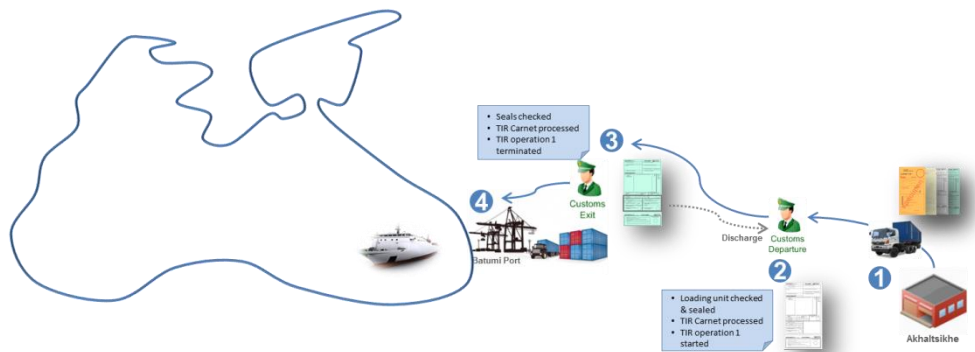 • Seals checked
• TIR Carnet processed
• TIR operation 1
terminated
3
4
Customs
Exit
Batumi Port
Discharge
Customs
Departure
2
1
• Loading unit checked
& sealed
• TIR Carnet processed
• TIR operation 1
started
Akhaltsikhe